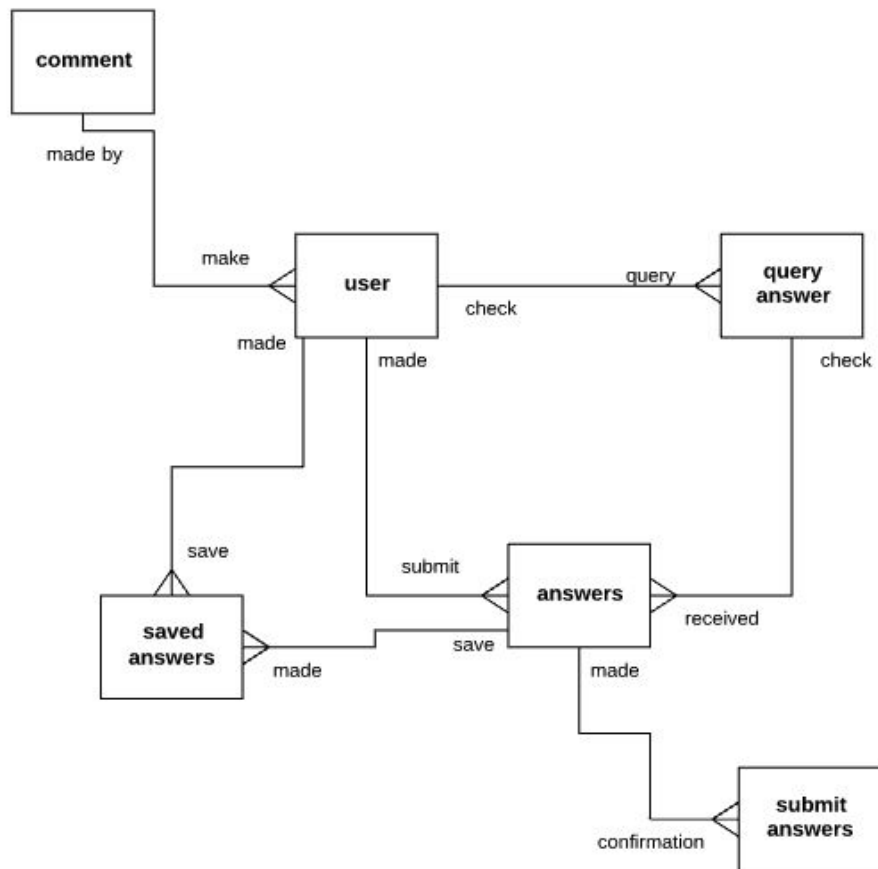 comment
made by
make
user
query
query
answer
check
made
made
check
save
submit
answers
received
saved
answers
save
made
made
submit
answers
confirmation